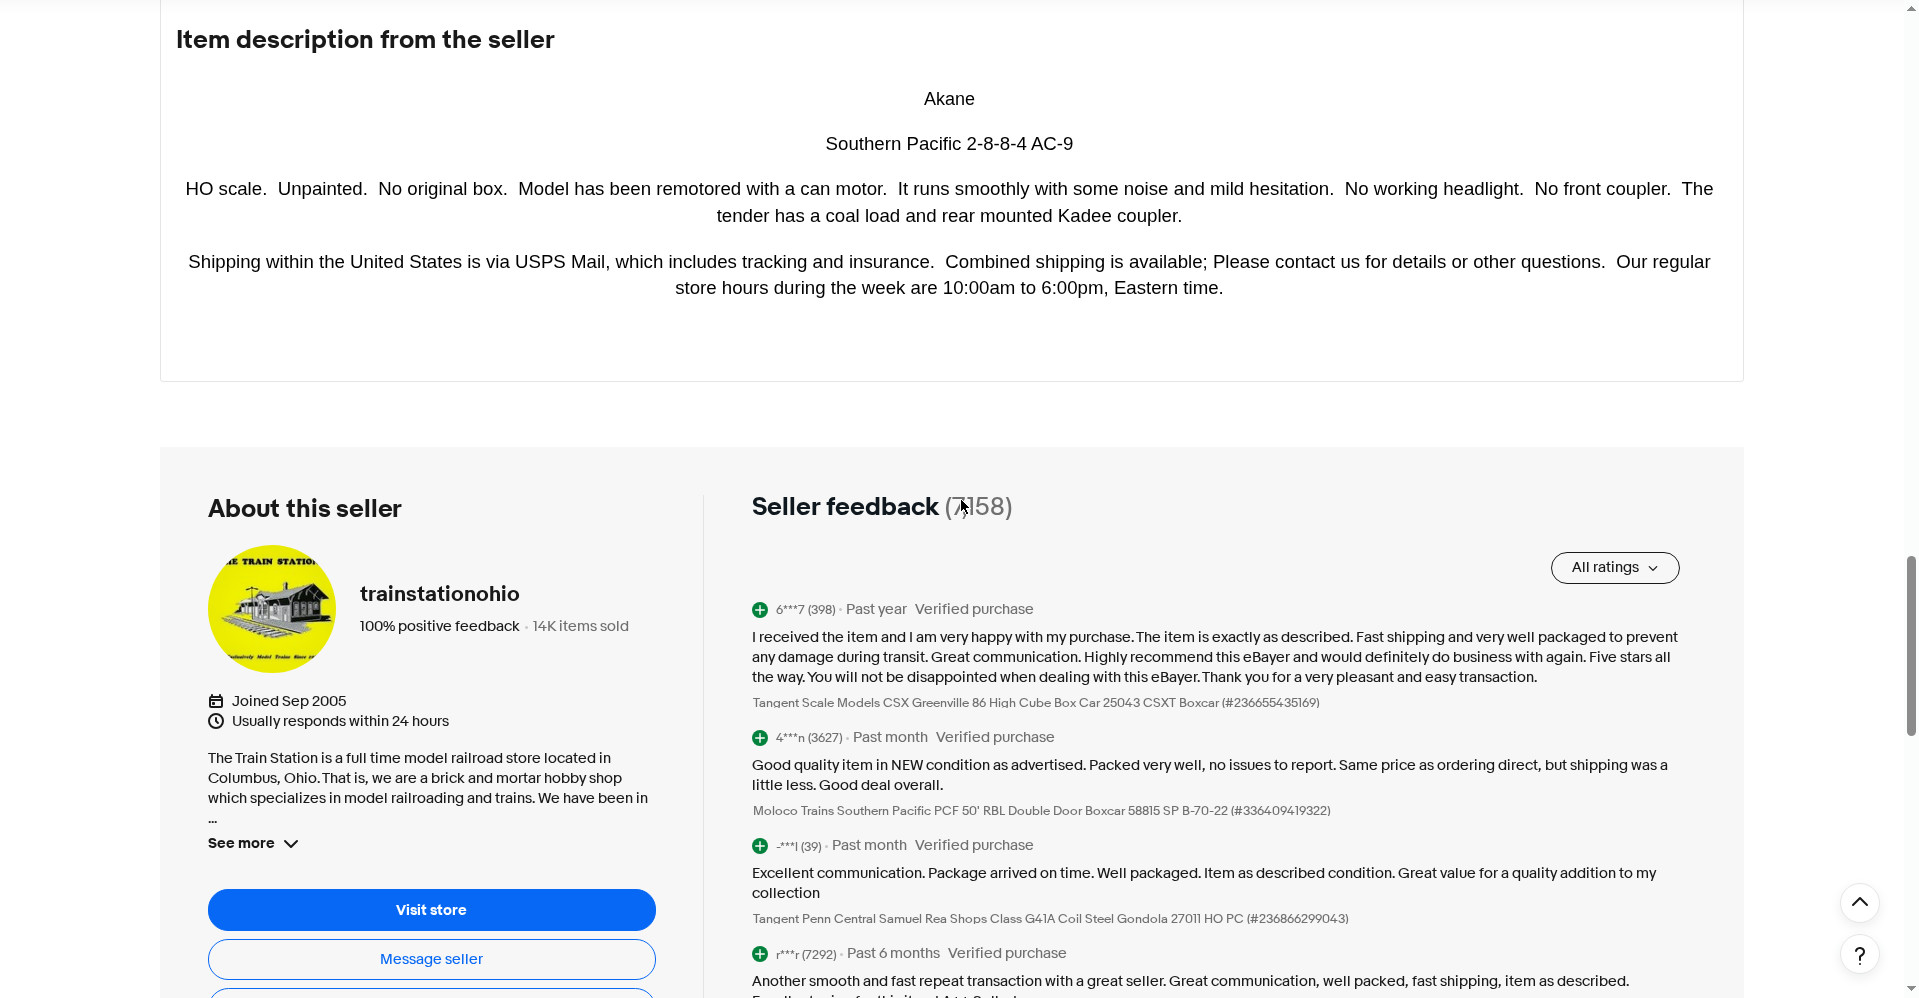 Item description from the seller
Akane
Southern Pacific 2-8-8-4 AC-9
HO scale.  Unpainted.  No original box.  Model has been remotored with a can motor.  It runs smoothly with some noise and mild hesitation.  No working headlight.  No front coupler.  The
tender has a coal load and rear mounted Kadee coupler.
Shipping within the United States is via USPS Mail, which includes tracking and insurance.  Combined shipping is available; Please contact us for details or other questions.  Our regular
store hours during the week are 10:00am to 6:00pm, Eastern time.
About this seller
THE TRAIN STATION
trainstationohio
100% positive feedback · 14K items sold
Joined Sep 2005
Usually responds within 24 hours
The Train Station is a full time model railroad store located in
Columbus, Ohio. That is, we are a brick and mortar hobby shop
which specializes in model railroading and trains. We have been in
...
See more
Visit store
Message seller
Seller feedback (7,158)
All ratings
6***7 (398) · Past year Verified purchase
I received the item and I am very happy with my purchase. The item is exactly as described. Fast shipping and very well packaged to prevent
any damage during transit. Great communication. Highly recommend this eBayer and would definitely do business with again. Five stars all
the way. You will not be disappointed when dealing with this eBayer. Thank you for a very pleasant and easy transaction.
Tangent Scale Models CSX Greenville 86 High Cube Box Car 25043 CSXT Boxcar (#236655435169)
4***n (3627) · Past month Verified purchase
Good quality item in NEW condition as advertised. Packed very well, no issues to report. Same price as ordering direct, but shipping was a
little less. Good deal overall.
Moloco Trains Southern Pacific PCF 50' RBL Double Door Boxcar 58815 SP B-70-22 (#336409419322)
-***l (39) · Past month Verified purchase
Excellent communication. Package arrived on time. Well packaged. Item as described condition. Great value for a quality addition to my
collection
Tangent Penn Central Samuel Rea Shops Class G41A Coil Steel Gondola 27011 HO PC (#236866299043)
r***r (7292) · Past 6 months Verified purchase
Another smooth and fast repeat transaction with a great seller. Great communication, well packed, fast shipping, item as described.